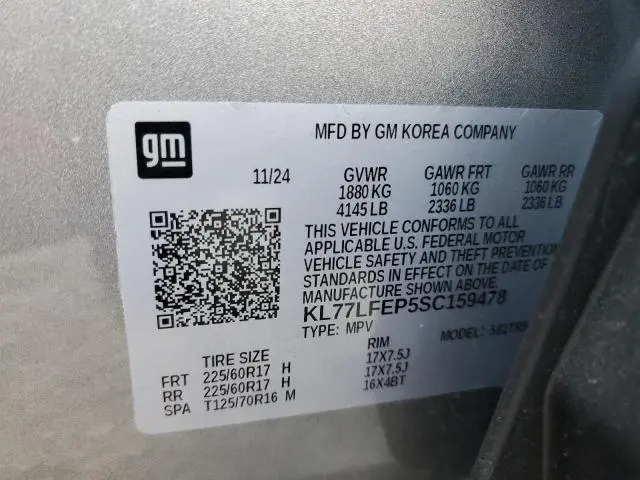 gm
MFD BY GM KOREA COMPANY
11/24 GVWR GAWR FRT GAWR RR
1880 KG 1060 KG 1060 KG
4145 LB 2336 LB 2336 LB
THIS VEHICLE CONFORMS TO ALL
APPLICABLE U.S. FEDERAL MOTOR
VEHICLE SAFETY AND THEFT PREVENTION
STANDARDS IN EFFECT ON THE DATE OF
MANUFACTURE SHOWN ABOVE.
KL77LFEP5SC159478
TYPE: MPV MODEL:
TIRE SIZE RIM
FRT 225/60R17 H 17X7.5J
RR 225/60R17 H 17X7.5J
SPA T125/70R16 M 16X4BT